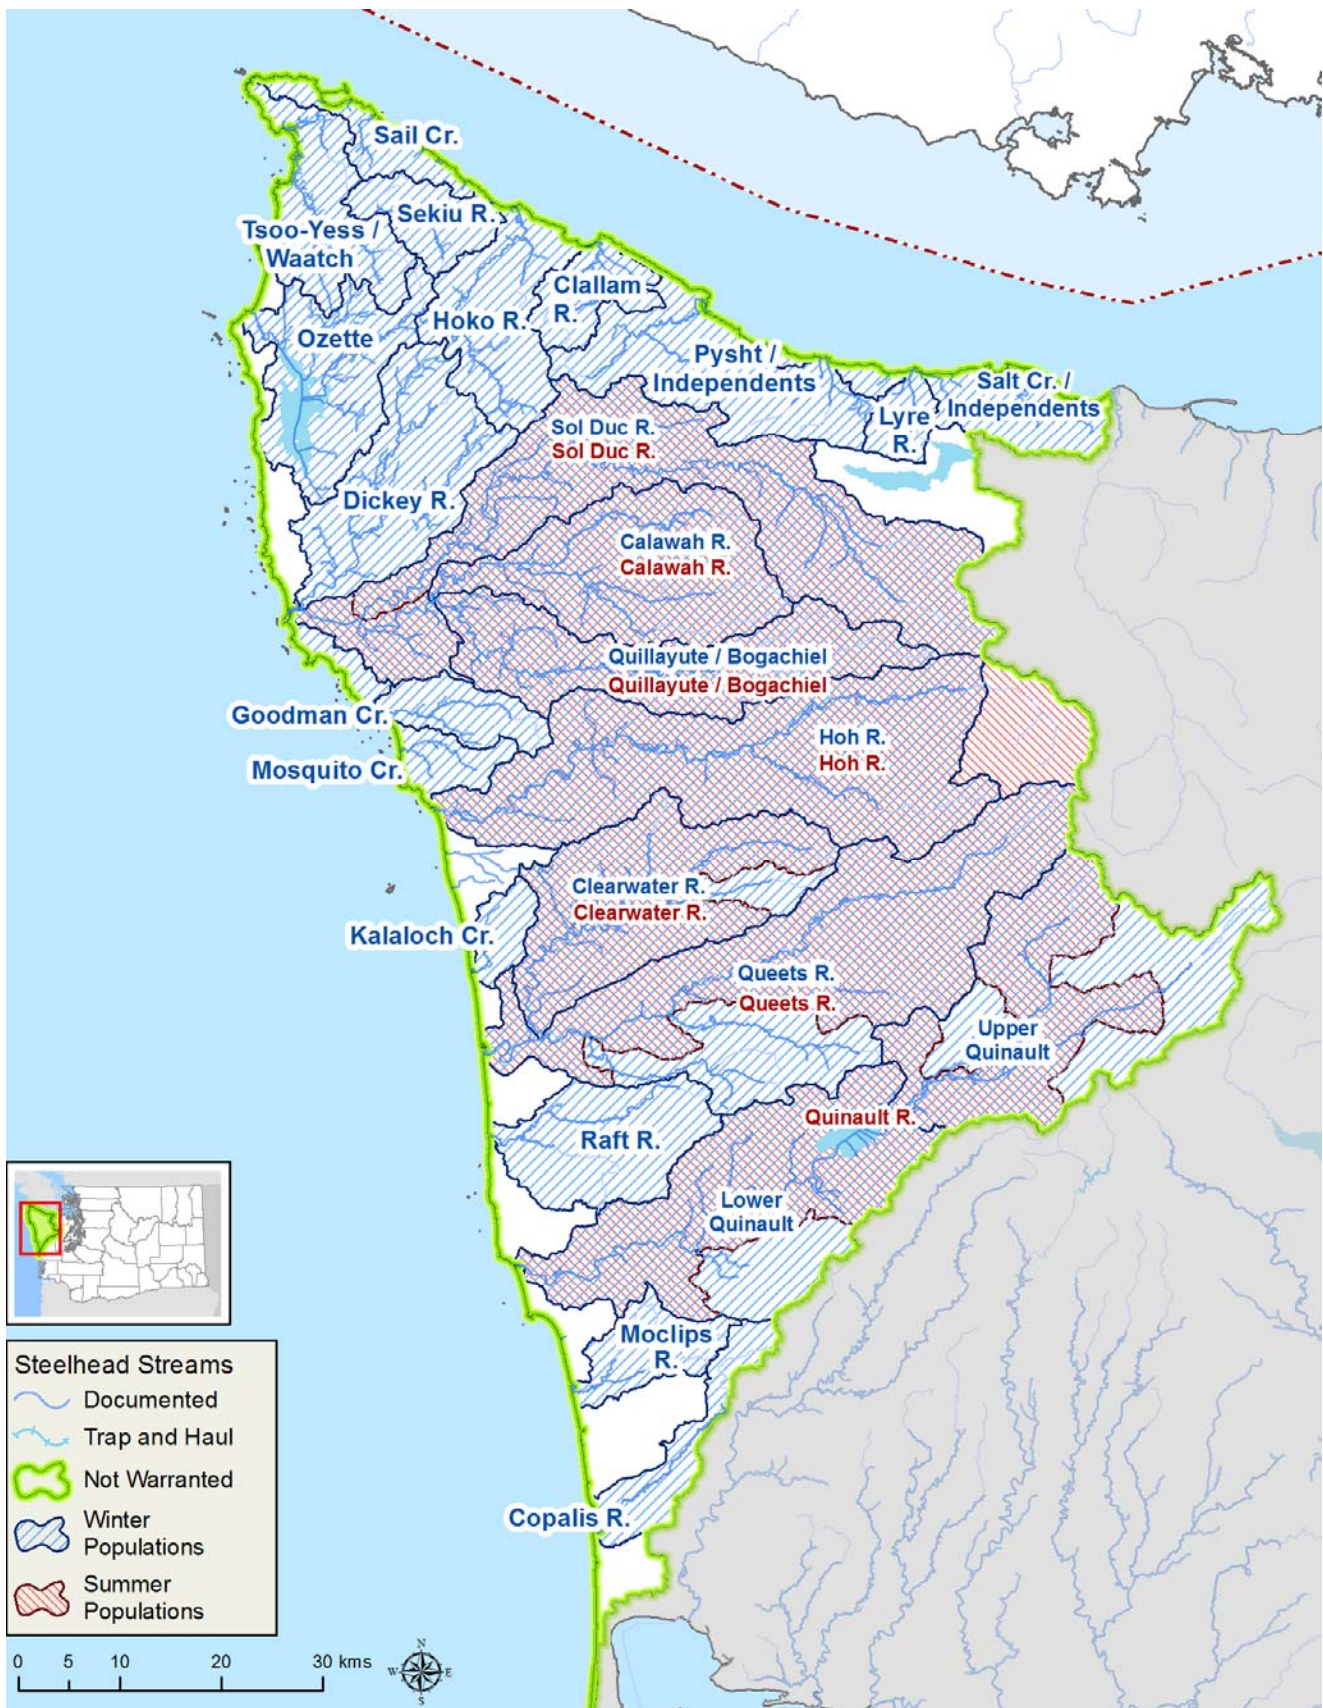 Sail Cr.
Sekiu R.
Tsoo-Yess /
Waatch
Clallam
R.
Ozette
Hoko R.
Pysht /
Independents
Salt Cr. /
Independents
Lyre
R.
Sol Duc R.
Sol Duc R.
Dickey R.
Calawah R.
Calawah R.
Quillayute / Bogachiel
Quillayute / Bogachiel
Goodman Cr.
Hoh R.
Hoh R.
Mosquito Cr.
Clearwater R.
Clearwater R.
Kalaloch Cr.
Queets R.
Queets R.
Upper
Quinault
Quinault R.
Raft R.
Lower
Quinault
Moclips
R.
Copalis R.
Steelhead Streams
Documented
Trap and Haul
Not Warranted
Winter
Populations
Summer
Populations
0 5 10 20 30 kms
N
W E
S